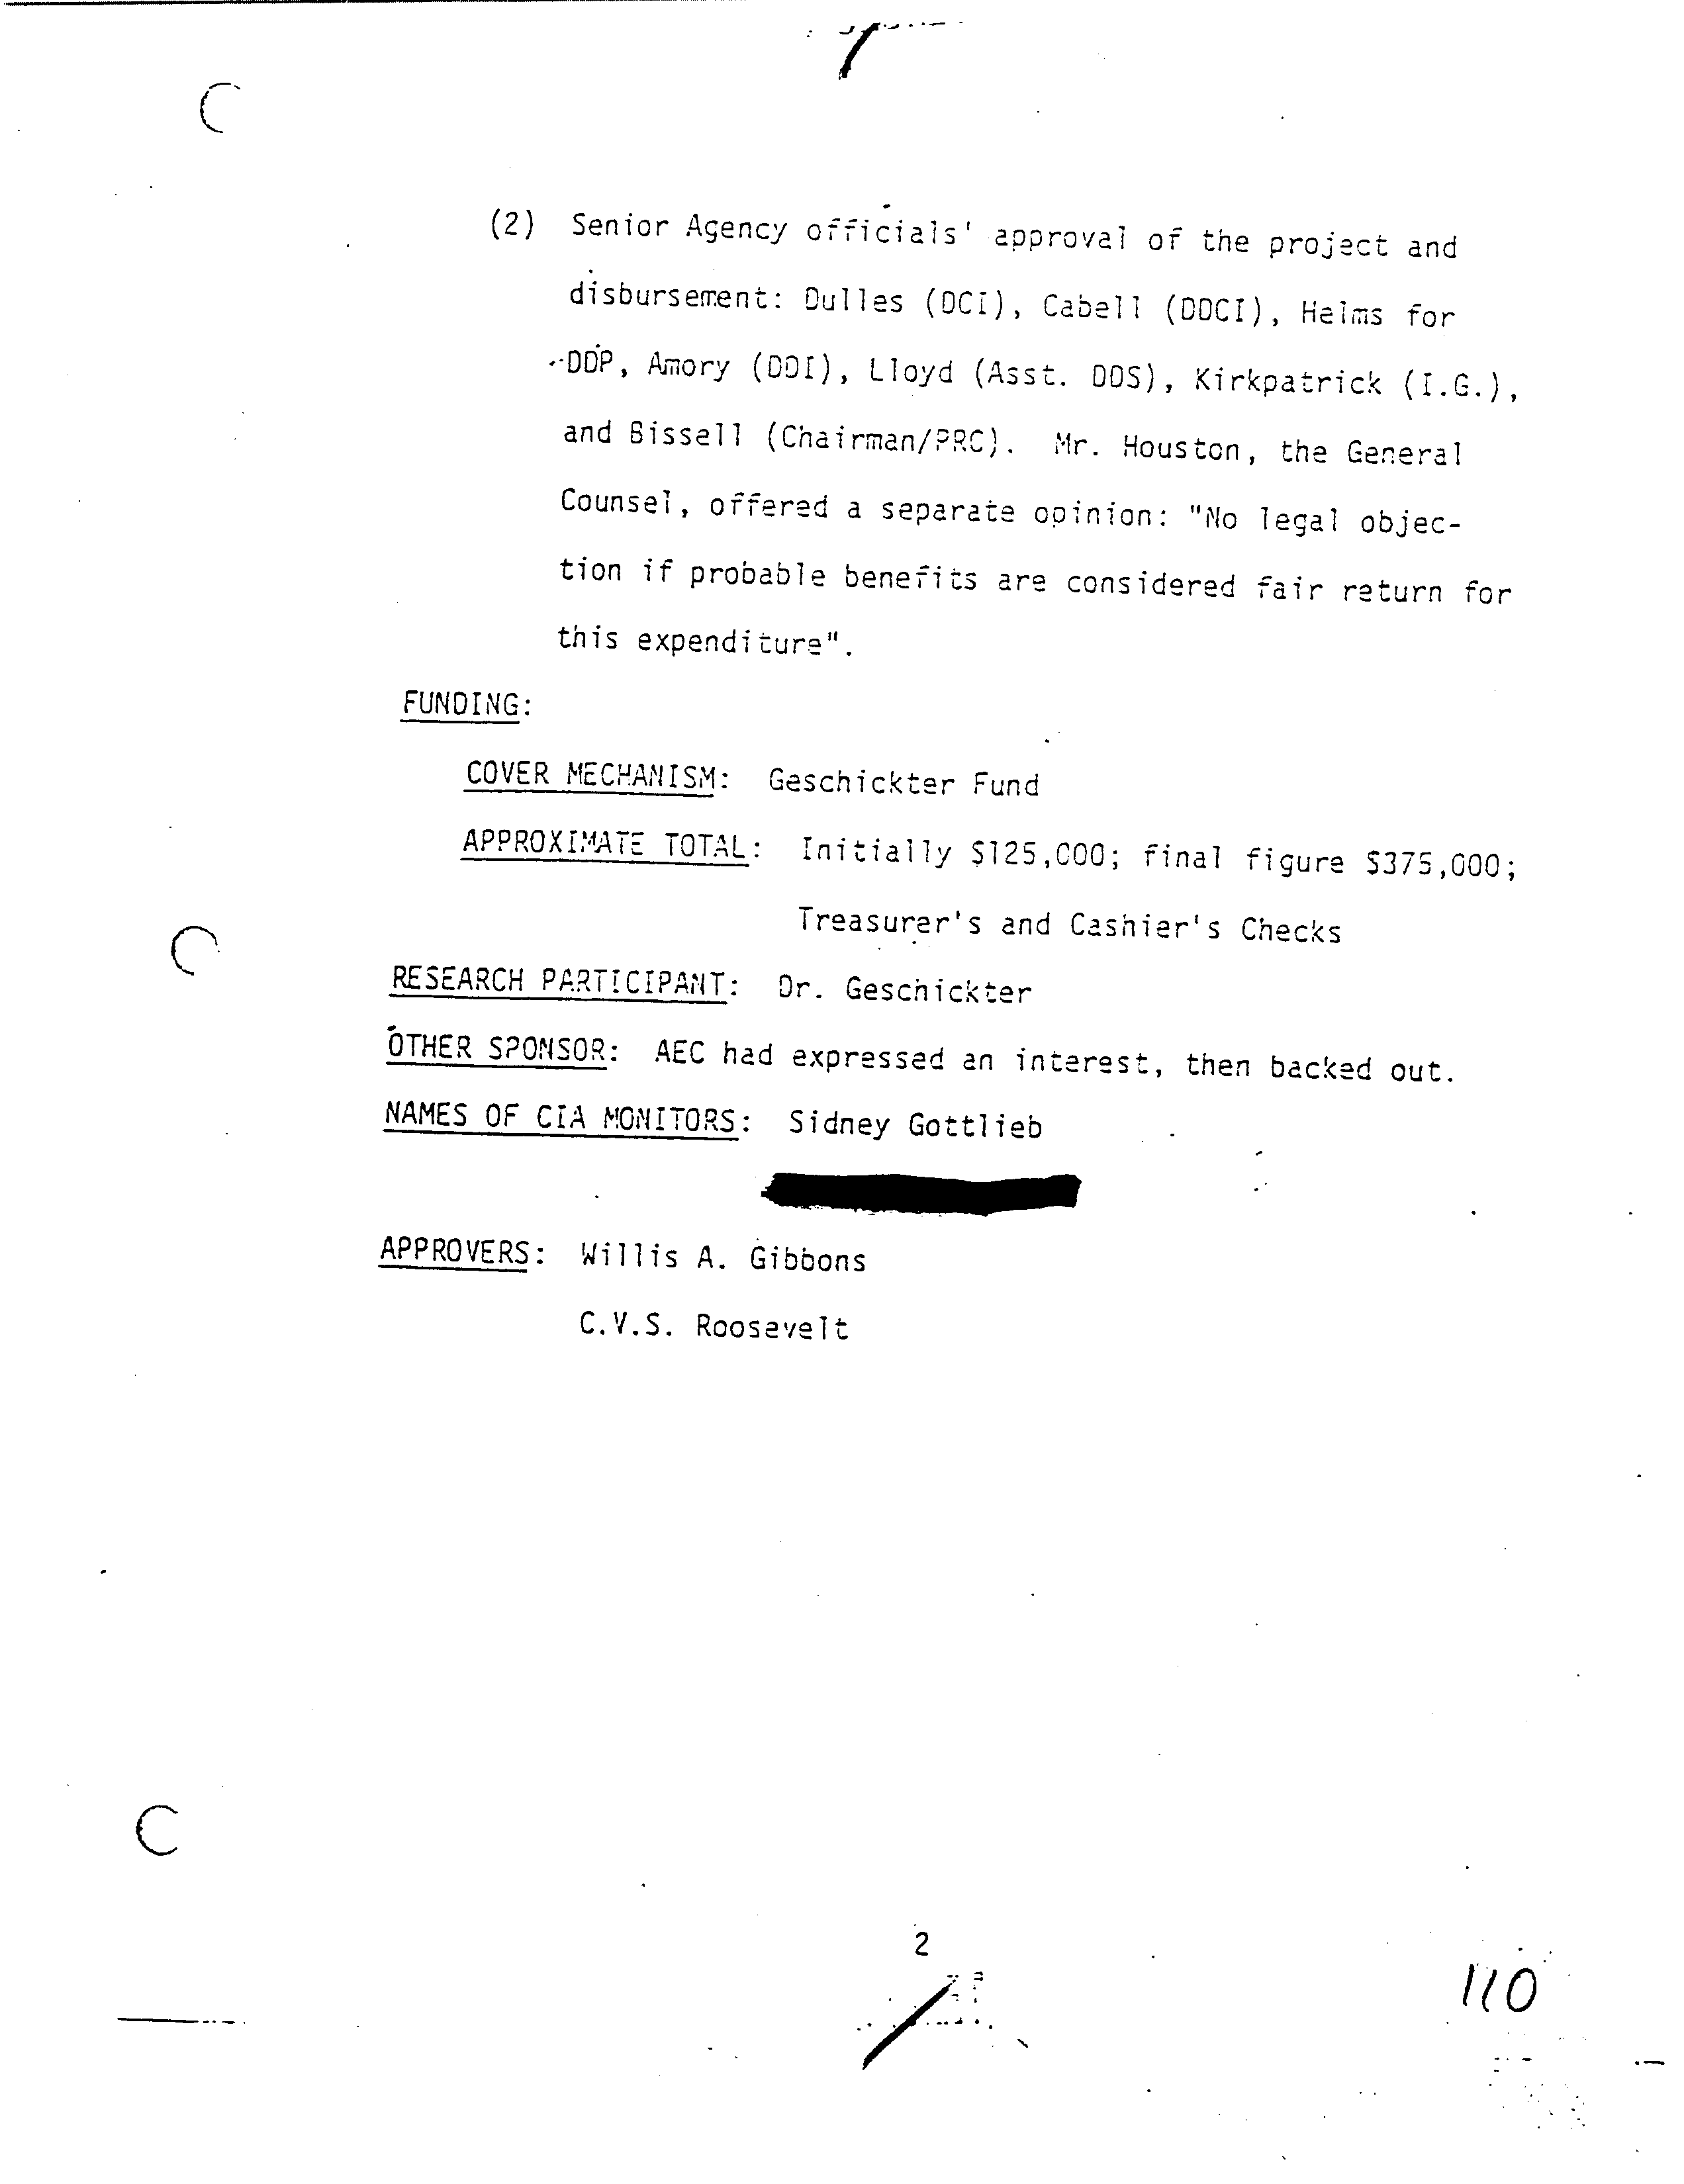 (2) Senior Agency officials' approval of the project and
disbursement: Dulles (DCI), Cabell (DDCI), Helms for
DDP, Amory (DDI), Lloyd (Asst. DDS), Kirkpatrick (I.G.),
and Bissell (Chairman/PRC). Mr. Houston, the General
Counsel, offered a separate opinion: "No legal objec-
tion if probable benefits are considered fair return for
this expenditure".
FUNDING:
COVER MECHANISM: Geschickter Fund
APPROXIMATE TOTAL: Initially $125,000; final figure $375,000;
Treasurer's and Cashier's Checks
RESEARCH PARTICIPANT: Dr. Geschickter
OTHER SPONSOR: AEC had expressed an interest, then backed out.
NAMES OF CIA MONITORS: Sidney Gottlieb
APPROVERS: Willis A. Gibbons
C.V.S. Roosevelt
2
110